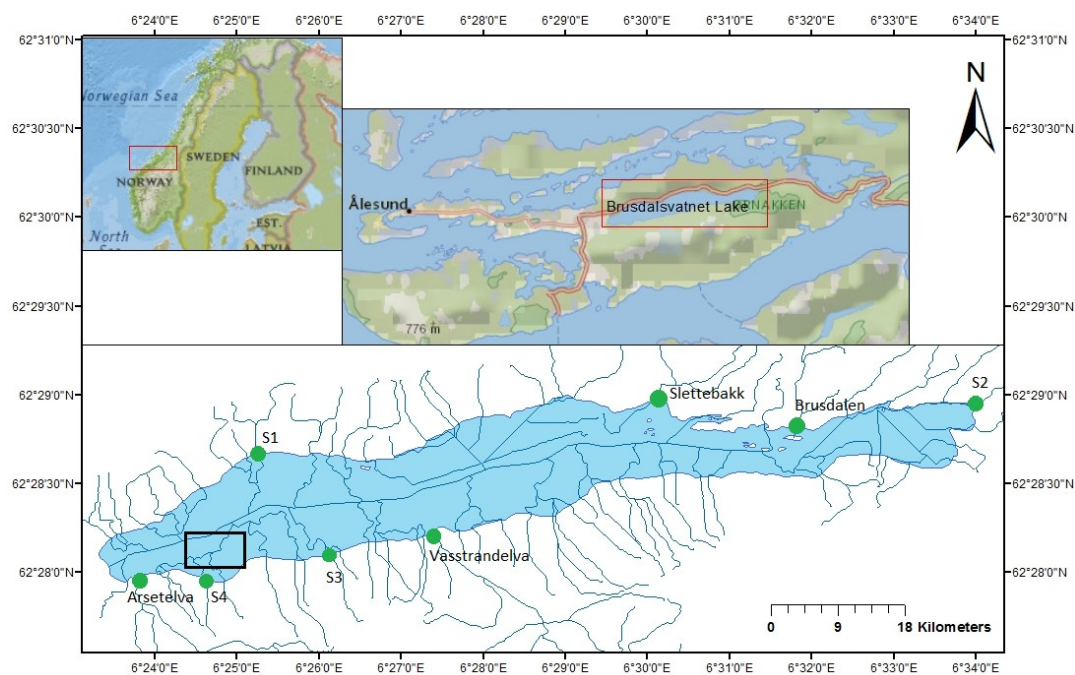 6°24'0"E 6°25'0"E 6°26'0"E 6°27'0"E 6°28'0"E 6°29'0"E 6°30'0"E 6°31'0"E 6°32'0"E 6°33'0"E 6°34'0"E
62°31'0"N 62°31'0"N
N
Norwegian Sea
62°30'30"N 62°30'30"N
SWEDEN
FINLAND
NORWAY
Ålesund
Brusdalsvatnet Lake
62°30'0"N 62°30'0"N
EST.
North
LATVIA
62°29'30"N 62°29'30"N
776 m
S2
62°29'0"N 62°29'0"N
Slettebakk
Brusdalen
S1
62°28'30"N 62°28'30"N
Vasstrandelva
62°28'0"N 62°28'0"N
S3
Arsetelva S4
0 9 18 Kilometers
6°24'0"E 6°25'0"E 6°26'0"E 6°27'0"E 6°28'0"E 6°29'0"E 6°30'0"E 6°31'0"E 6°32'0"E 6°33'0"E 6°34'0"E